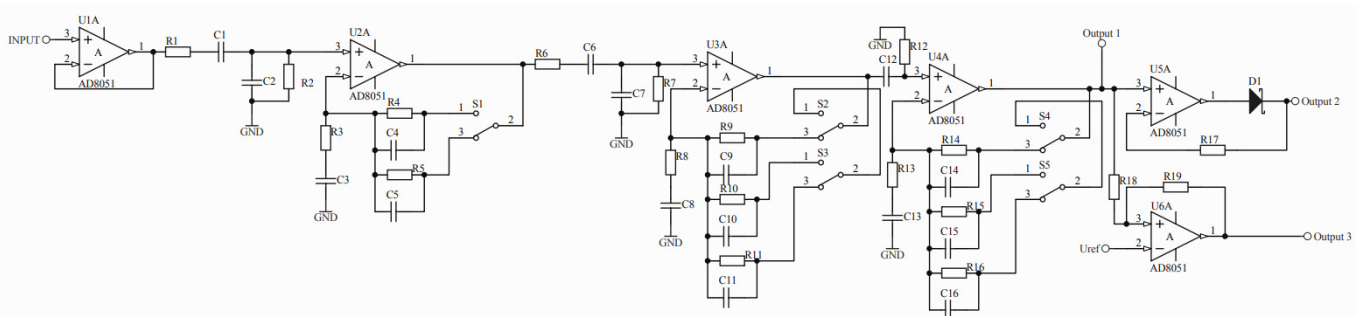 INPUT
U1A
3
2
1
A
AD8051
R1
C1
C2
R2
GND
U2A
3
2
1
A
AD8051
R3
C3
GND
R4
C4
R5
C5
S1
1
3
2
R6
C6
C7
R7
GND
U3A
3
2
1
A
AD8051
R8
C8
GND
R9
C9
R10
C10
R11
C11
S2
1
3
2
S3
1
3
2
C12
GND
R12
U4A
3
2
1
A
AD8051
R13
C13
GND
R14
C14
R15
C15
R16
C16
S4
1
3
2
S5
1
3
2
Output 1
U5A
3
2
1
A
AD8051
D1
Output 2
R17
R18
R19
U6A
3
2
1
A
AD8051
Uref
Output 3